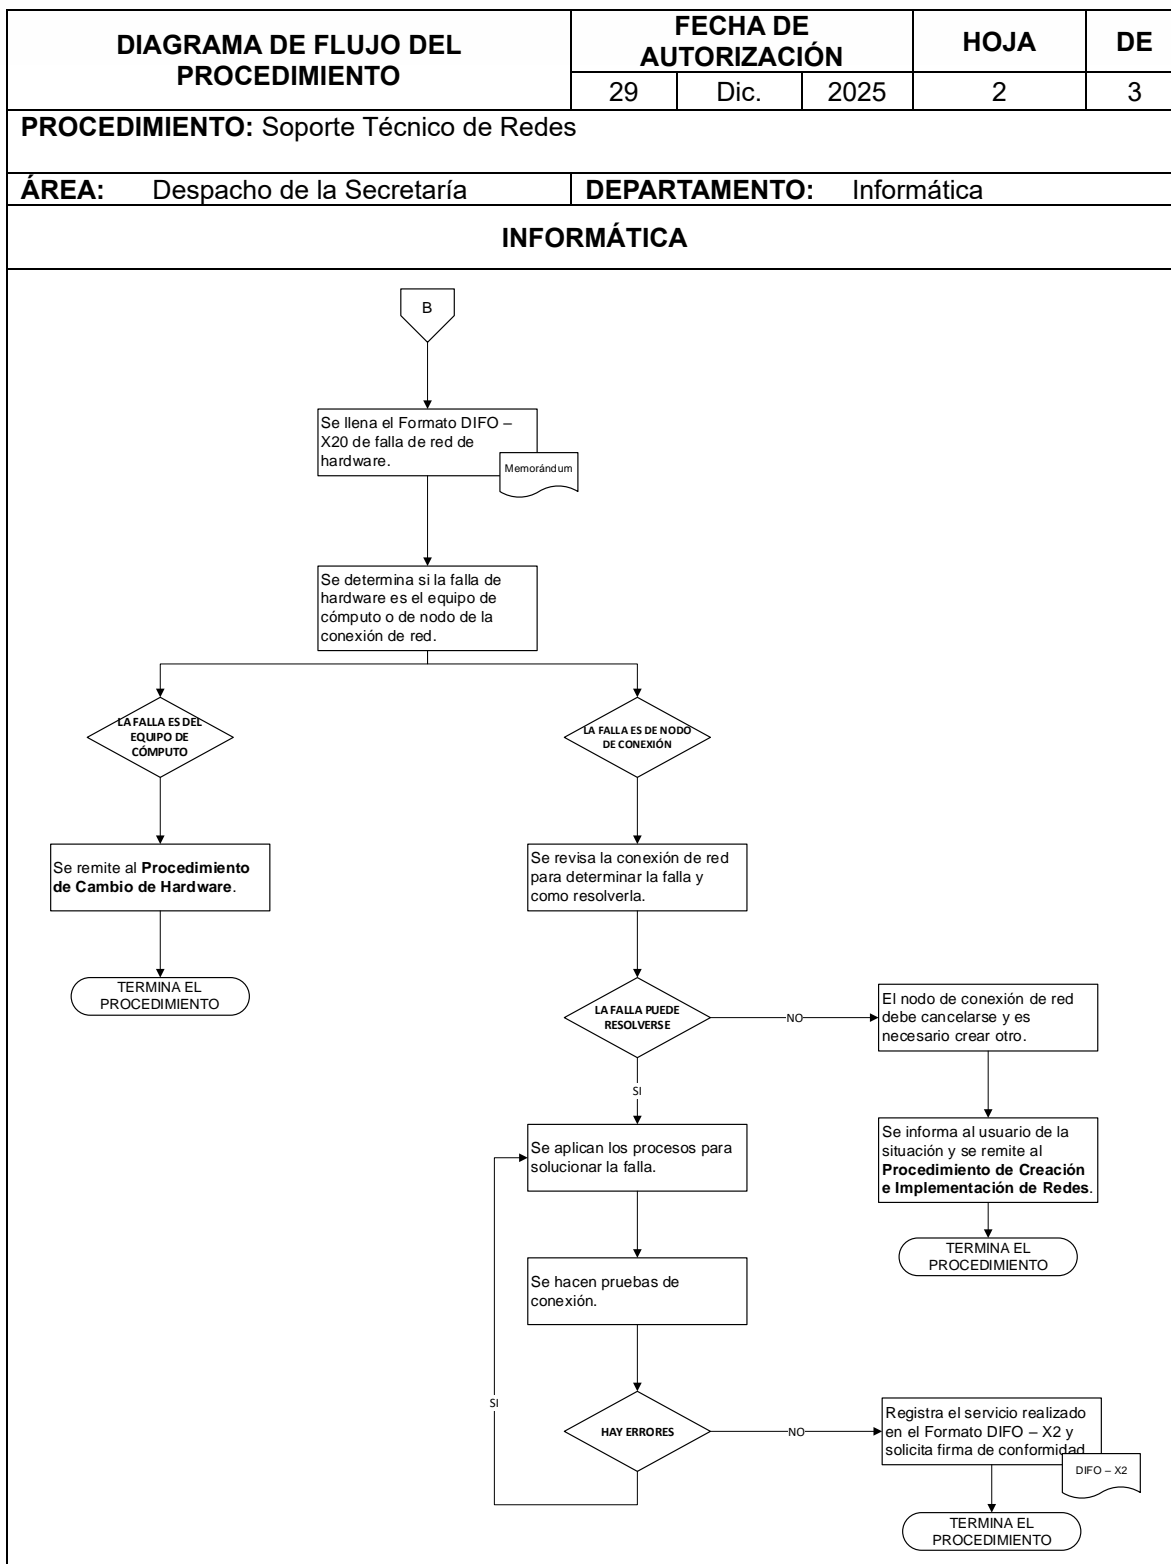 DIAGRAMA DE FLUJO DEL
PROCEDIMIENTO
FECHA DE
AUTORIZACIÓN
HOJA
DE
29
Dic.
2025
2
3
PROCEDIMIENTO: Soporte Técnico de Redes
ÁREA: Despacho de la Secretaría
DEPARTAMENTO: Informática
INFORMÁTICA
B
Se llena el Formato DIFO –
X20 de falla de red de
hardware.
Memorándum
Se determina si la falla de
hardware es el equipo de
cómputo o de nodo de la
conexión de red.
LA FALLA ES DEL
EQUIPO DE
CÓMPUTO
LA FALLA ES DE NODO
DE CONEXIÓN
Se remite al Procedimiento
de Cambio de Hardware.
Se revisa la conexión de red
para determinar la falla y
como resolverla.
TERMINA EL
PROCEDIMIENTO
LA FALLA PUEDE
RESOLVERSE
NO
El nodo de conexión de red
debe cancelarse y es
necesario crear otro.
SI
Se aplican los procesos para
solucionar la falla.
Se informa al usuario de la
situación y se remite al
Procedimiento de Creación
e Implementación de Redes.
TERMINA EL
PROCEDIMIENTO
Se hacen pruebas de
conexión.
SI
HAY ERRORES
NO
Registra el servicio realizado
en el Formato DIFO – X2 y
solicita firma de conformidad
DIFO – X2
TERMINA EL
PROCEDIMIENTO